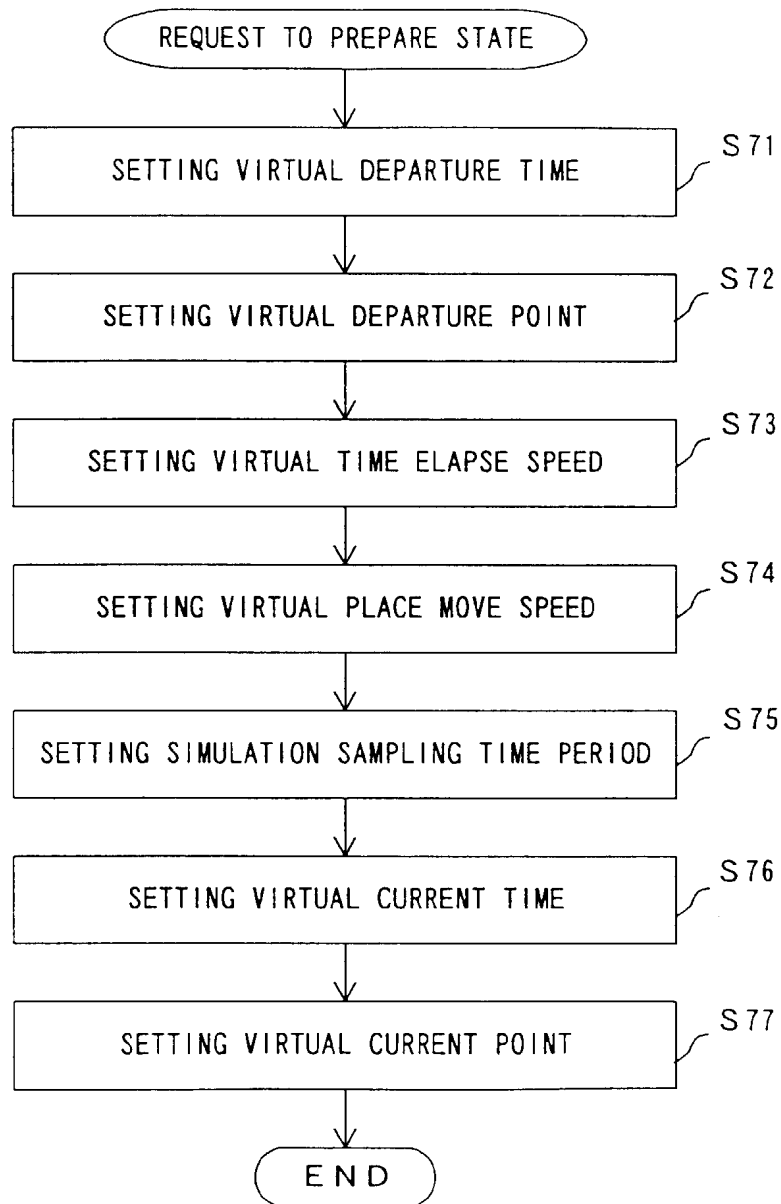 REQUEST TO PREPARE STATE
S71
SETTING VIRTUAL DEPARTURE TIME
S72
SETTING VIRTUAL DEPARTURE POINT
S73
SETTING VIRTUAL TIME ELAPSE SPEED
S74
SETTING VIRTUAL PLACE MOVE SPEED
S75
SETTING SIMULATION SAMPLING TIME PERIOD
S76
SETTING VIRTUAL CURRENT TIME
S77
SETTING VIRTUAL CURRENT POINT
END